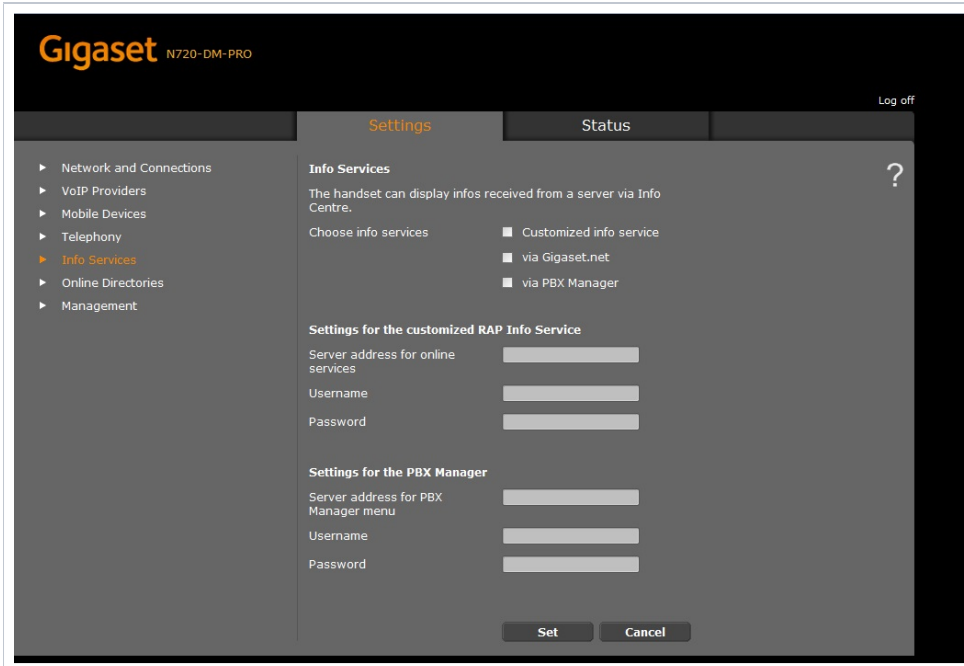 Gigaset N720-DM-PRO
Log off
Settings
Status
Network and Connections
VoIP Providers
Mobile Devices
Telephony
Info Services
Online Directories
Management
Info Services
?
The handset can display infos received from a server via Info
Centre.
Choose info services
Customized info service
via Gigaset.net
via PBX Manager
Settings for the customized RAP Info Service
Server address for online
services
Username
Password
Settings for the PBX Manager
Server address for PBX
Manager menu
Username
Password
Set
Cancel